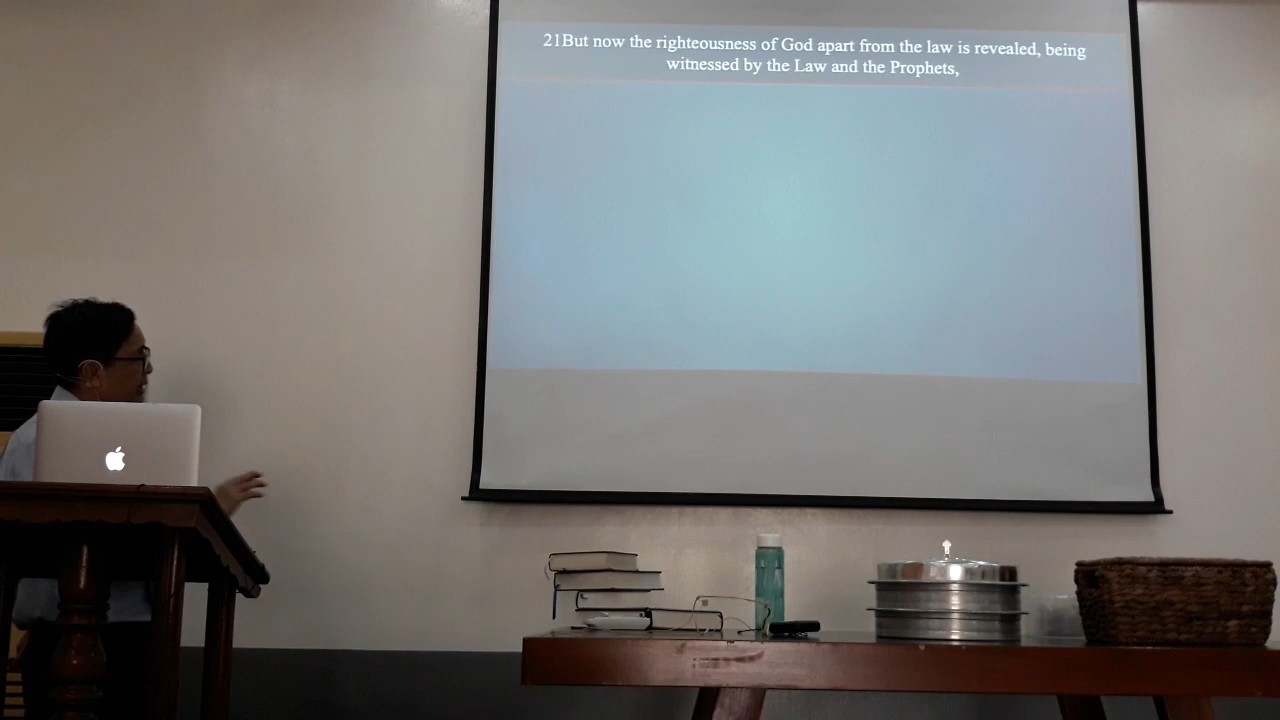 21But now the righteousness of God apart from the law is revealed, being
witnessed by the Law and the Prophets,